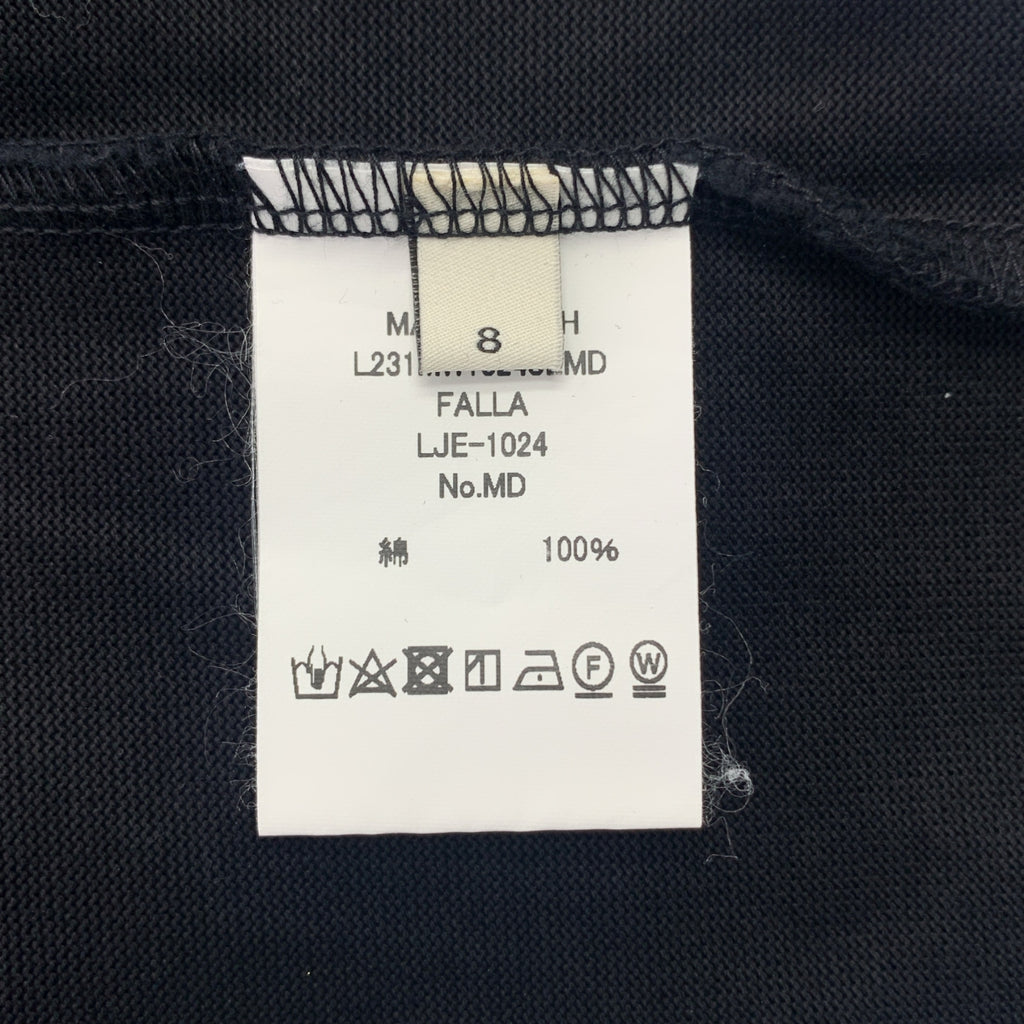 8
FALLA
LJE-1024
No.MD
綿 100%
F W